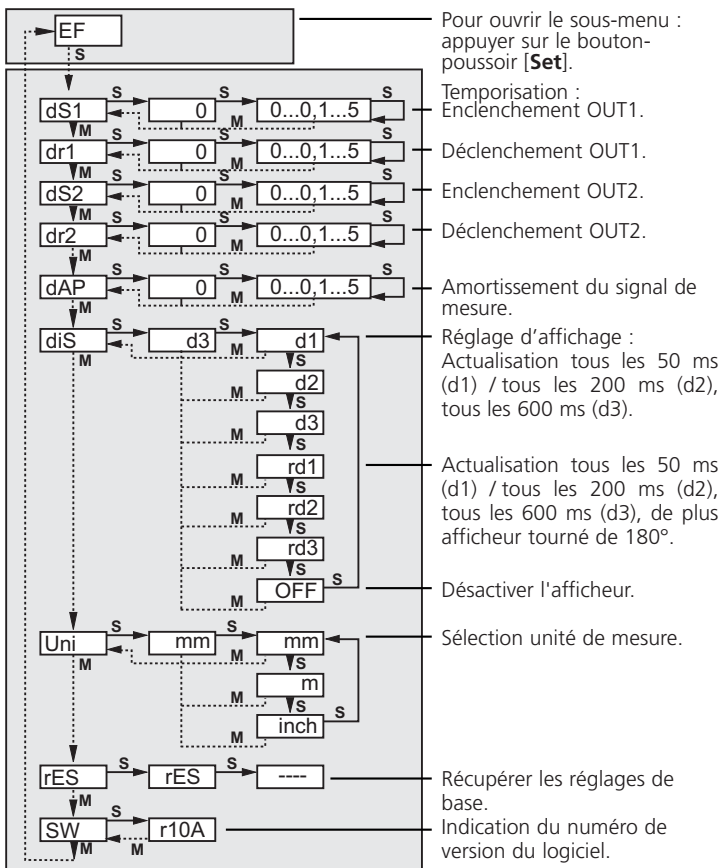 EF
Pour ouvrir le sous-menu :
appuyer sur le bouton-
poussoir [Set].
S
Temporisation :
dS1 S 0 S 0...0,1...5 S Enclenchement OUT1.
M M
dr1 S 0 S 0...0,1...5 S Déclenchement OUT1.
M M
dS2 S 0 S 0...0,1...5 S Enclenchement OUT2.
M M
dr2 S 0 S 0...0,1...5 S Déclenchement OUT2.
M M
dAP S 0 S 0...0,1...5 S Amortissement du signal de
mesure.
M M
diS S d3 S d1 Réglage d’affichage :
M M S
Actualisation tous les 50 ms
(d1) / tous les 200 ms (d2),
tous les 600 ms (d3).
M d2
S
M d3
S
M rd1
S
M rd2
S
M rd3
S
Actualisation tous les 50 ms
(d1) / tous les 200 ms (d2),
tous les 600 ms (d3), de plus
afficheur tourné de 180°.
M OFF S Désactiver l'afficheur.
Uni S mm S mm Sélection unité de mesure.
M M S
M m
S
M inch S
rES S rES S ---- Récupérer les réglages de
base.
M
SW S r10A Indication du numéro de
version du logiciel.
M M